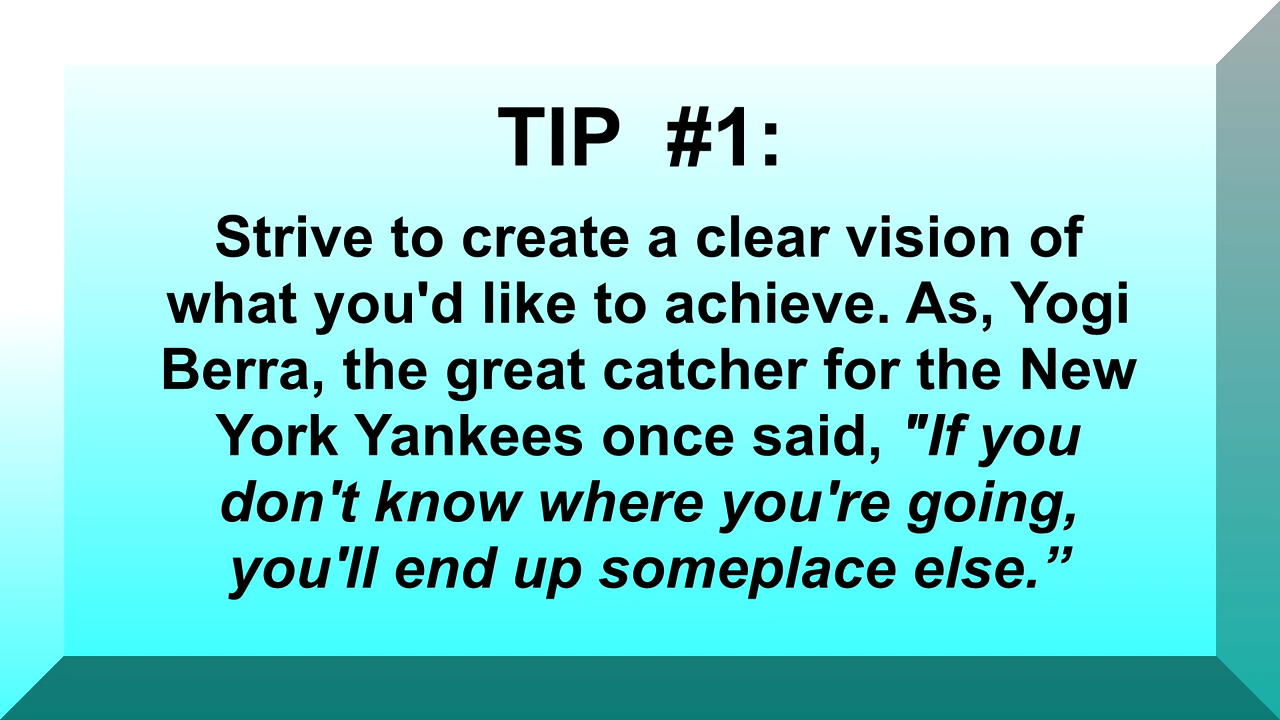 TIP #1:
Strive to create a clear vision of
what you'd like to achieve. As, Yogi
Berra, the great catcher for the New
York Yankees once said, "If you
don't know where you're going,
you'll end up someplace else.”